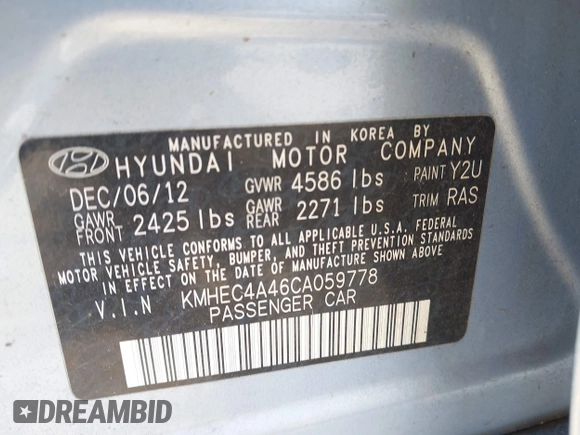 MANUFACTURED IN KOREA BY
HYUNDAI MOTOR COMPANY
DEC/06/12 GVWR 4586 lbs PAINT Y2U
GAWR FRONT 2425 lbs GAWR REAR 2271 lbs TRIM RAS
THIS VEHICLE CONFORMS TO ALL APPLICABLE U.S.A. FEDERAL
MOTOR VEHICLE SAFETY, BUMPER, AND THEFT PREVENTION STANDARDS
IN EFFECT ON THE DATE OF MANUFACTURE SHOWN ABOVE.
V.I.N KMHEC4A46CA059778
PASSENGER CAR
DREAMBID